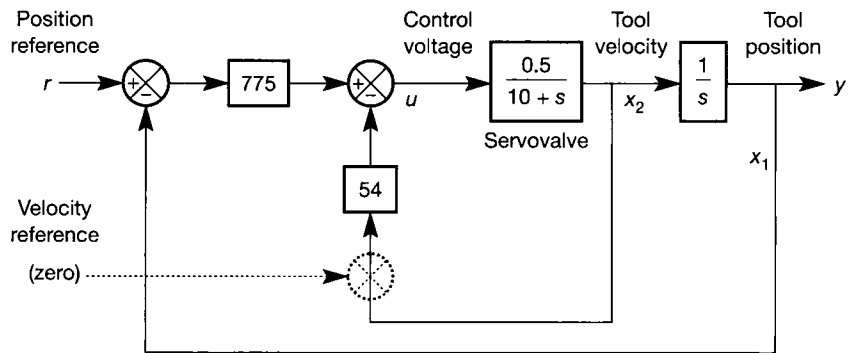 Position
reference
r
+
−
775
+
−
Control
voltage
u
0.5
10 + s
Servovalve
Tool
velocity
x2
1
s
Tool
position
y
x1
54
Velocity
reference
(zero)